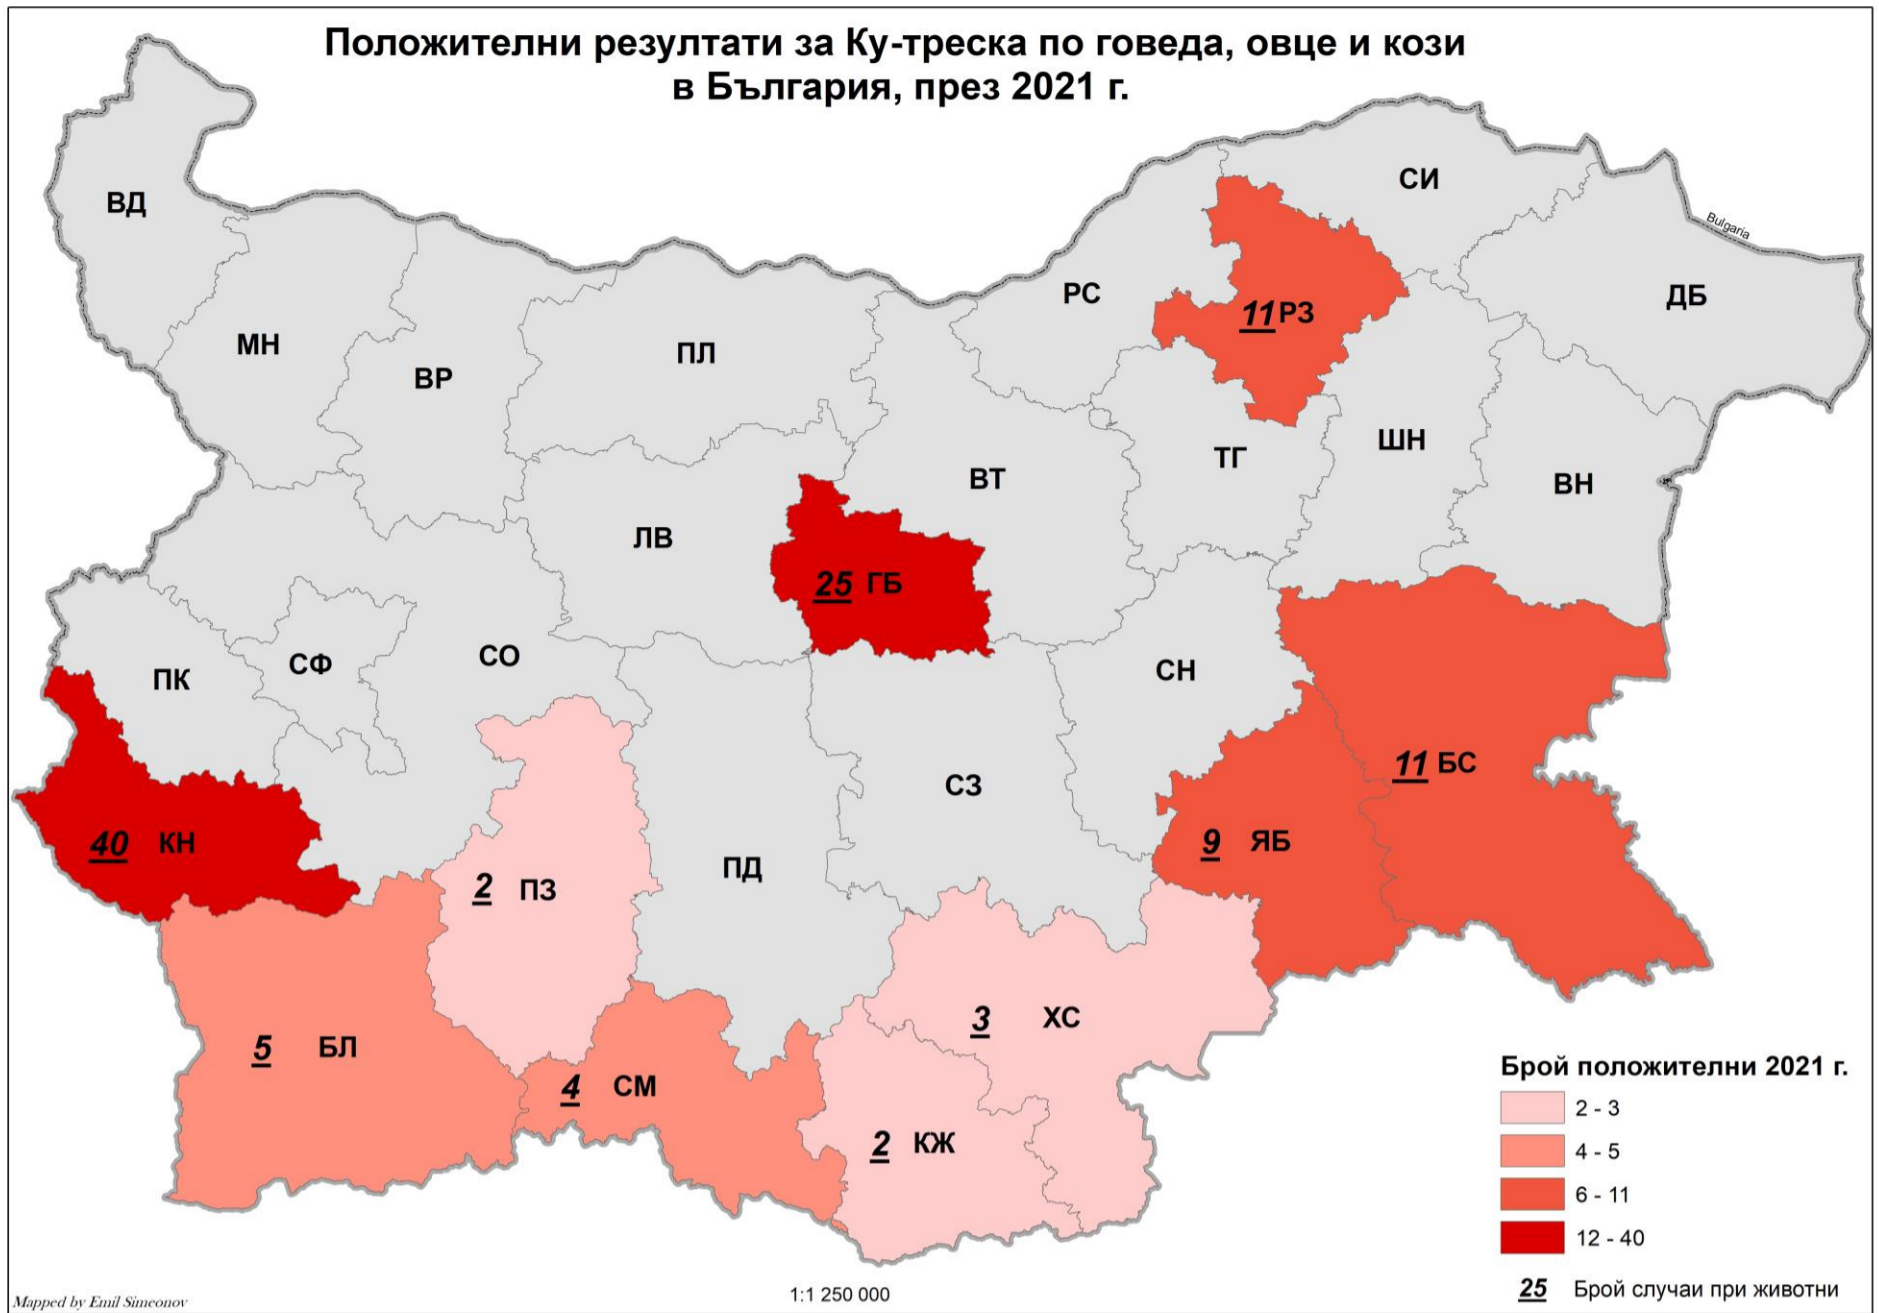 Положителни резултати за Ку-треска по говеда, овце и кози
в България, през 2021 г.
ВД
СИ
Bulgaria
РС
ДБ
11 РЗ
МН
ПЛ
ВР
ШН
ТГ
ВТ
ВН
ЛВ
25 ГБ
СО
СФ
ПК
СН
11 БС
СЗ
40 КН
9 ЯБ
ПД
2 ПЗ
3 ХС
5 БЛ
4 СМ
2 КЖ
Брой положителни 2021 г.
2 - 3
4 - 5
6 - 11
12 - 40
25 Брой случаи при животни
1:1 250 000
Mapped by Emil Simeonov